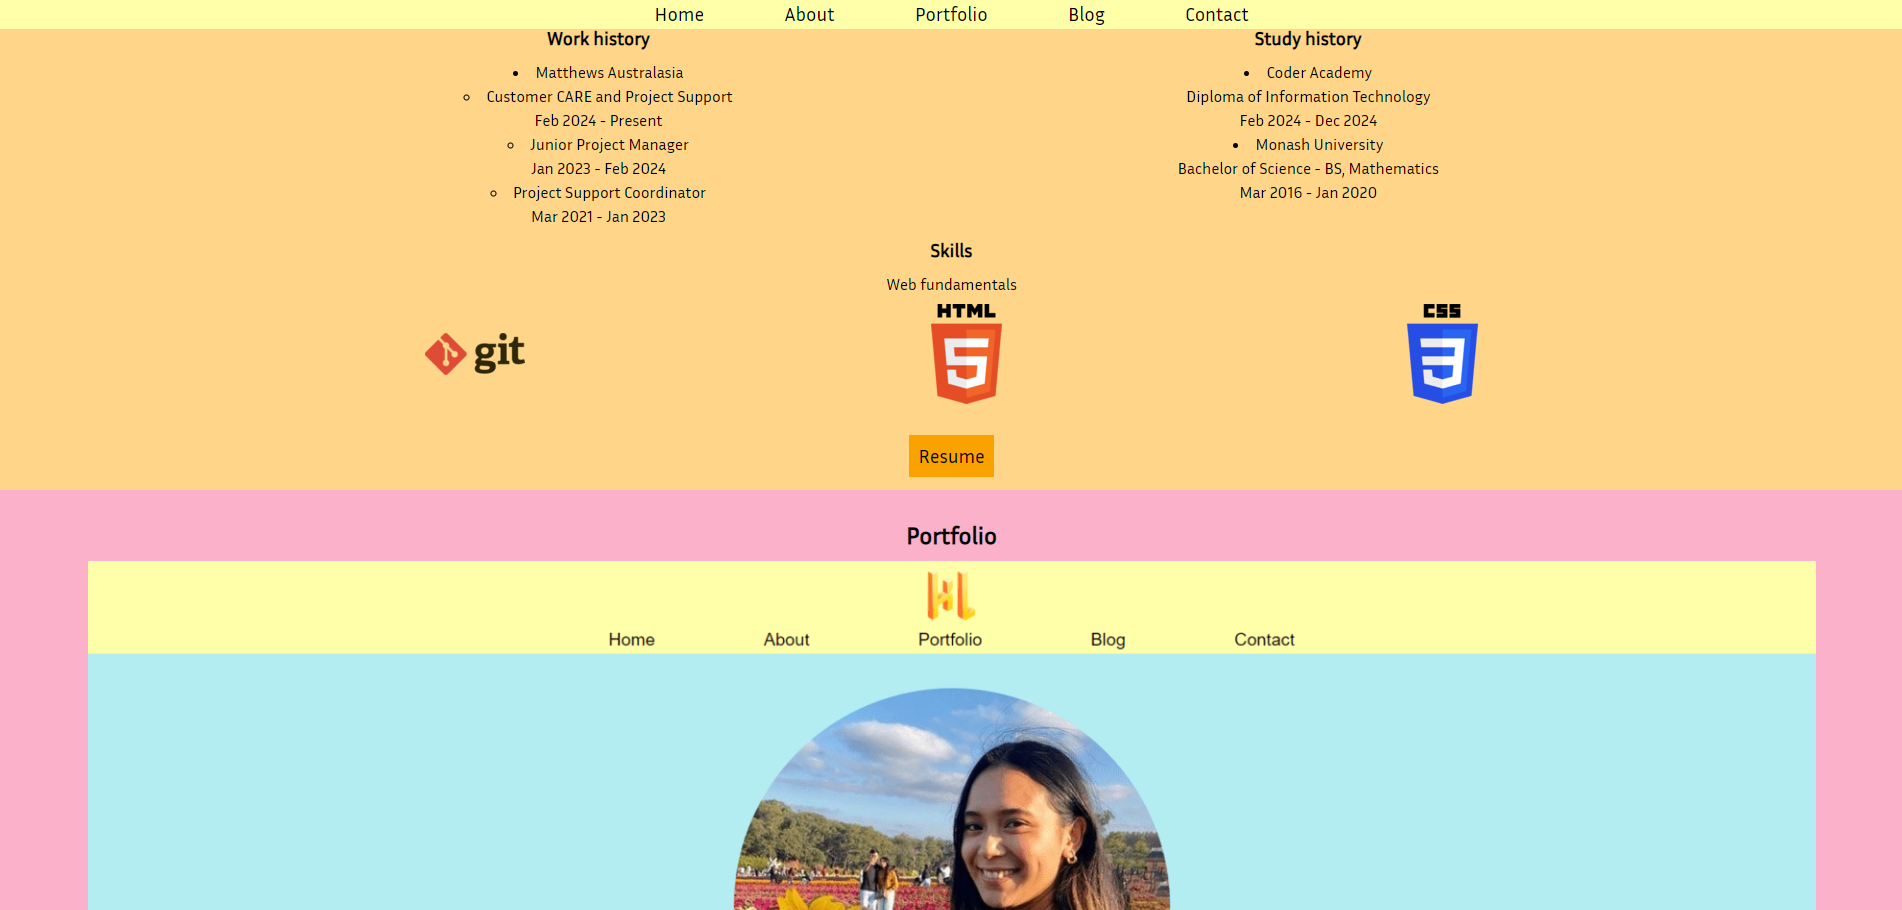 Home About Portfolio Blog Contact
Work history
Matthews Australasia
Customer CARE and Project Support
Feb 2024 - Present
Junior Project Manager
Jan 2023 - Feb 2024
Project Support Coordinator
Mar 2021 - Jan 2023
Study history
Coder Academy
Diploma of Information Technology
Feb 2024 - Dec 2024
Monash University
Bachelor of Science - BS, Mathematics
Mar 2016 - Jan 2020
Skills
Web fundamentals
git
HTML
5
CSS
3
Resume
Portfolio
HL
Home About Portfolio Blog Contact